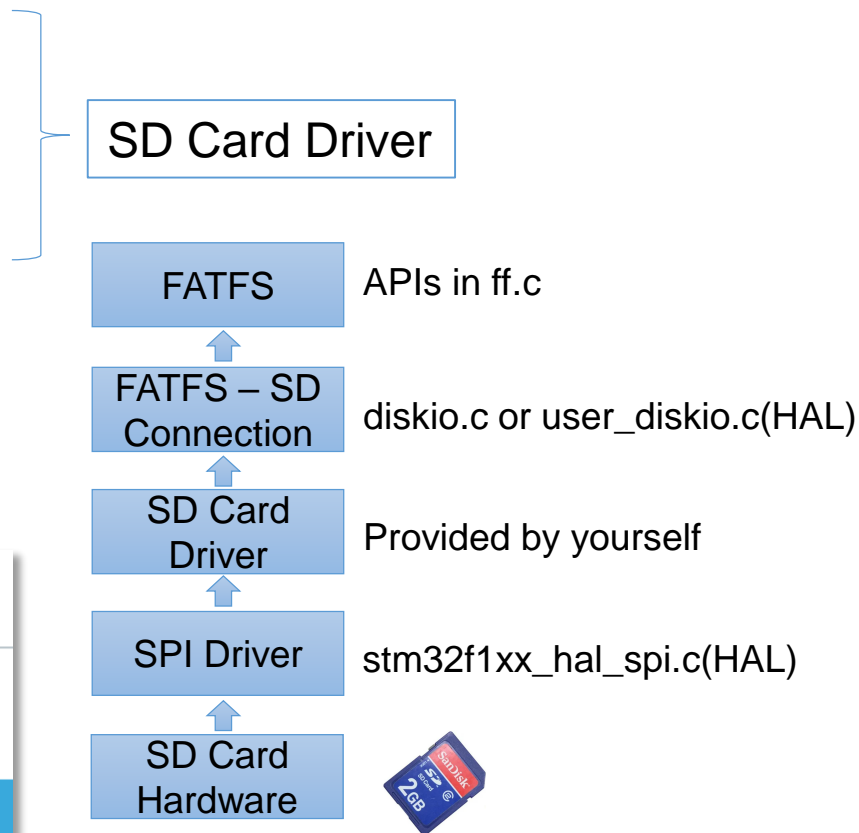 SD Card Driver
FATFS
APIs in ff.c
FATFS – SD
Connection
diskio.c or user_diskio.c(HAL)
SD Card
Driver
Provided by yourself
SPI Driver
stm32f1xx_hal_spi.c(HAL)
SD Card
Hardware
SanDisk
2GB